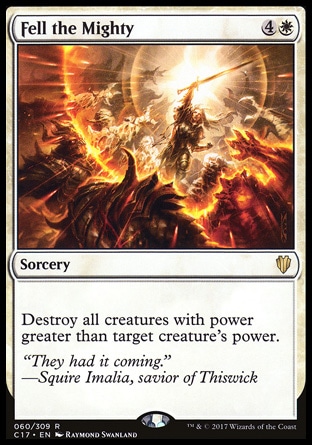 Fell the Mighty 4
Sorcery
Destroy all creatures with power
greater than target creature's power.
"They had it coming."
—Squire Imalia, savior of Thiswick
060/309 R
C17 • EN Raymond Swanland
™ & © 2017 Wizards of the Coast